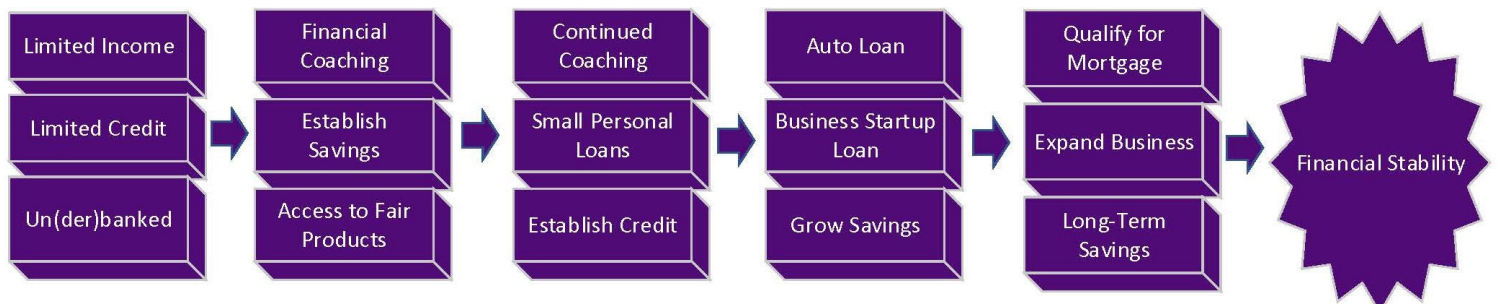 Limited Income
Limited Credit
Un(der)banked
Financial
Coaching
Establish
Savings
Access to Fair
Products
Continued
Coaching
Small Personal
Loans
Establish Credit
Auto Loan
Business Startup
Loan
Grow Savings
Qualify for
Mortgage
Expand Business
Long-Term
Savings
Financial Stability